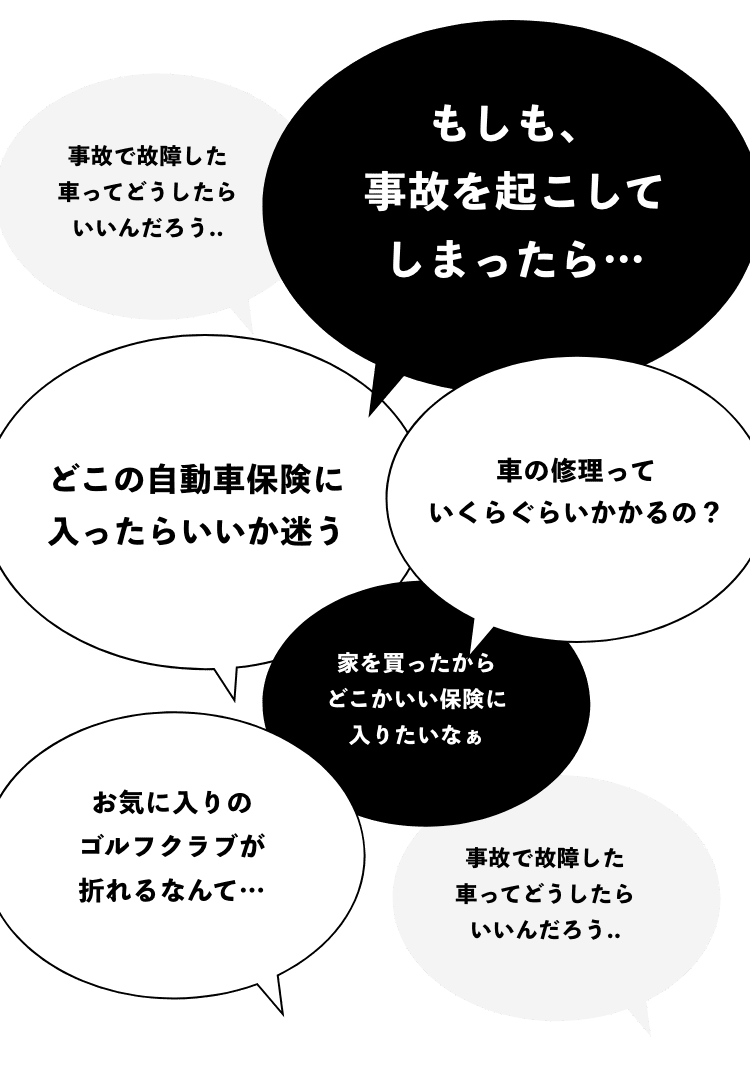 事故で故障した
車ってどうしたら
いいんだろう..
もしも、
事故を起こして
しまったら…
どこの自動車保険に
入ったらいいか迷う
車の修理って
いくらぐらいかかるの？
家を買ったから
どこかいい保険に
入りたいなぁ
お気に入りの
ゴルフクラブが
折れるなんて…
事故で故障した
車ってどうしたら
いいんだろう..